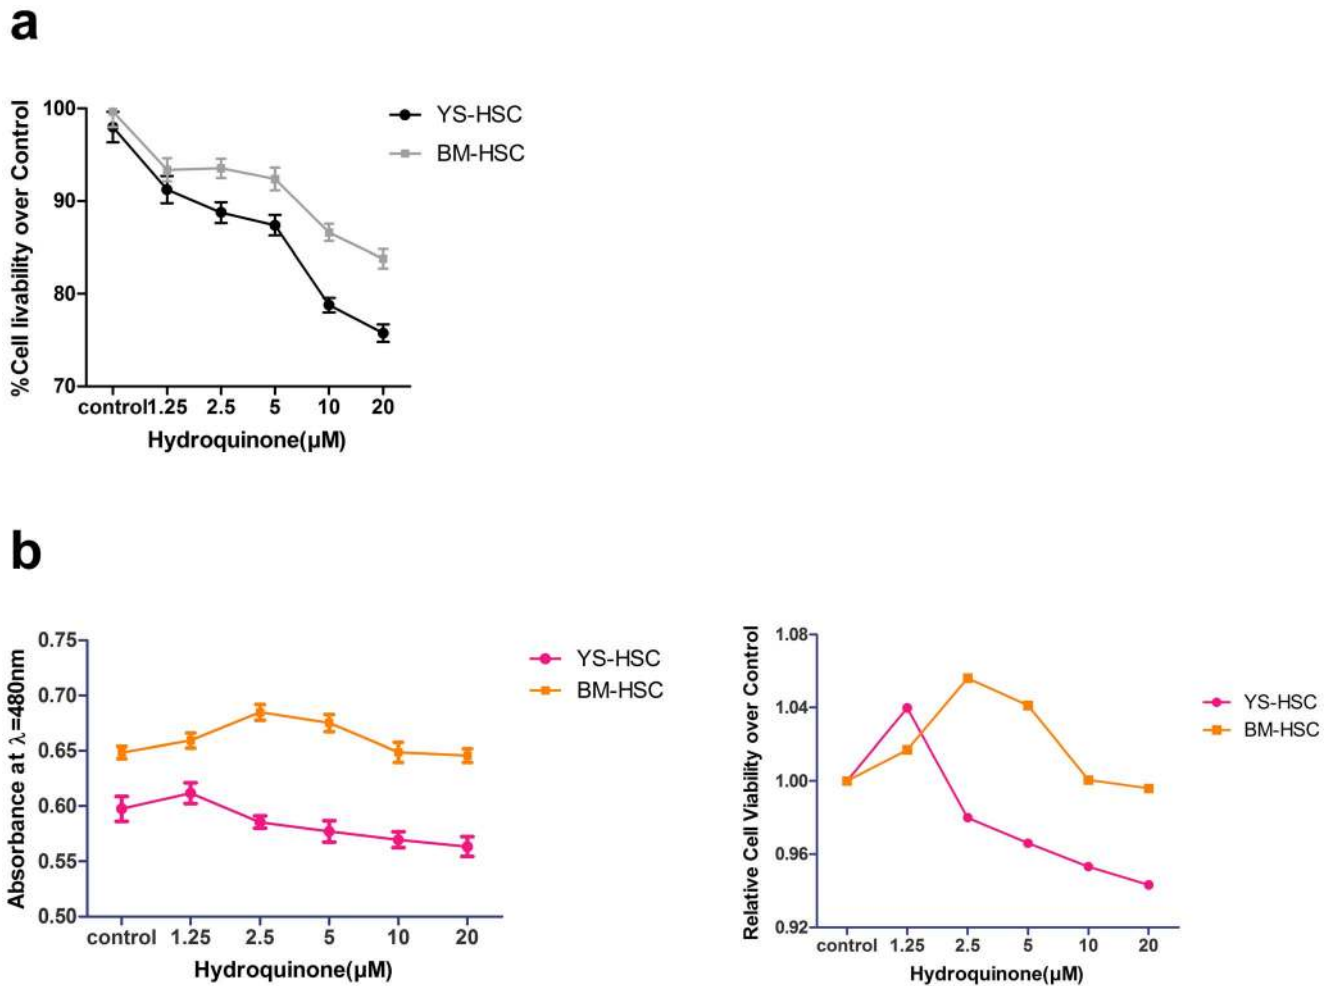 a
%Cell livability over Control
100
90
80
70
control 1.25 2.5 5 10 20
Hydroquinone(µM)
YS-HSC
BM-HSC
b
Absorbance at λ=480nm
0.75
0.70
0.65
0.60
0.55
0.50
control 1.25 2.5 5 10 20
Hydroquinone(µM)
YS-HSC
BM-HSC
Relative Cell Viability over Control
1.08
1.04
1.00
0.96
0.92
control 1.25 2.5 5 10 20
Hydroquinone(µM)
YS-HSC
BM-HSC